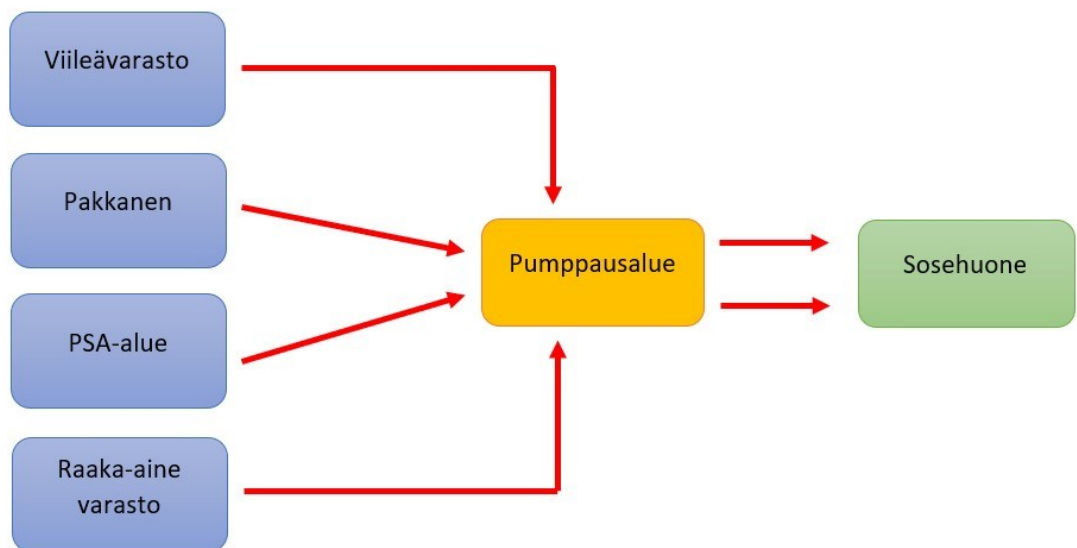 Viileävarasto
Pakkanen
PSA-alue
Raaka-aine
varasto
Pumppausalue
Sosehuone